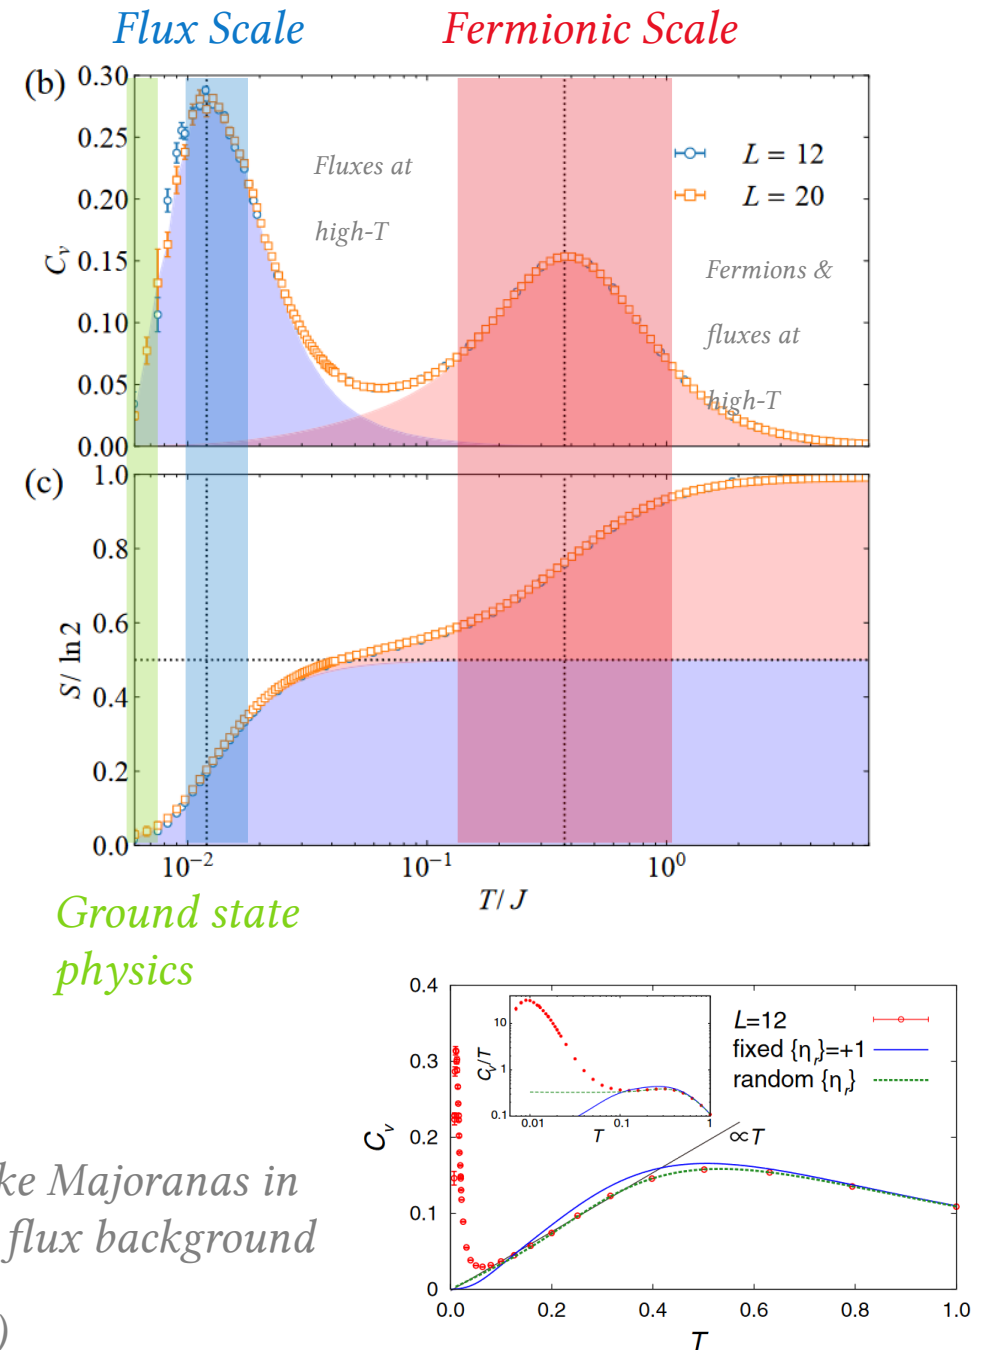 Flux Scale
Fermionic Scale
(b)
0.30
0.25
0.20
0.15
0.10
0.05
0.00
C_v
Fluxes at
high-T
L = 12
L = 20
Fermions &
fluxes at
high-T
(c)
1.0
0.8
0.6
0.4
0.2
0.0
S/ ln 2
10⁻²
10⁻¹
10⁰
T/ J
Ground state
physics
0.4
0.3
0.2
0.1
0
C_v
10
1
0.1
C_v/T
0.01
0.1
1
T
L=12
fixed {η_r}=+1
random {η_r}
∝T
0.0
0.2
0.4
0.6
0.8
1.0
T
ke Majoranas in
flux background
)